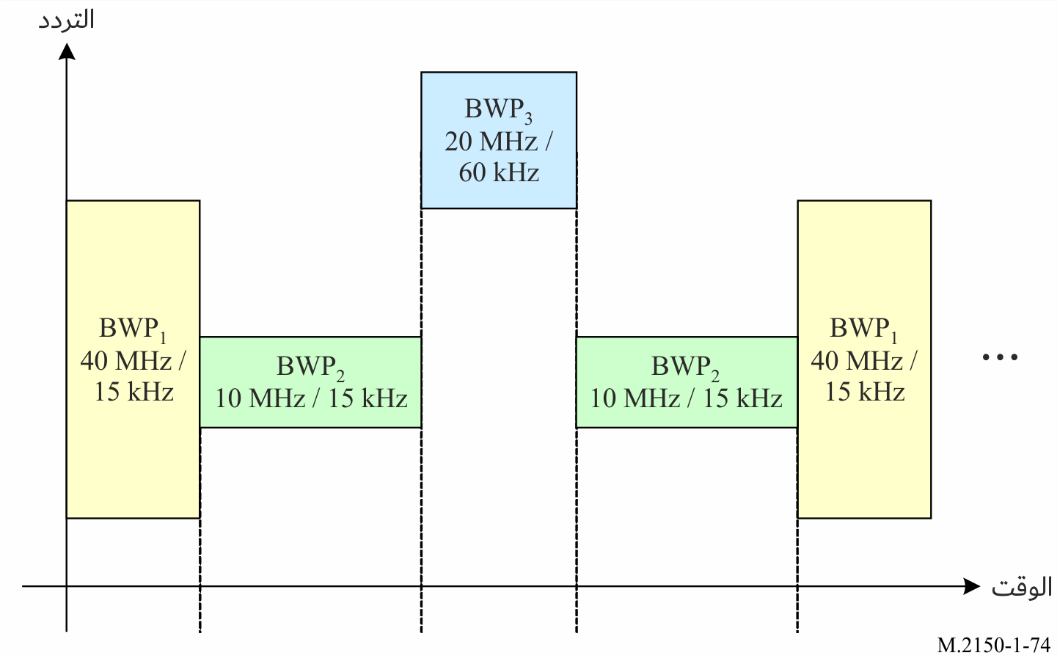 التردد
BWP3
20 MHz /
60 kHz
BWP1
40 MHz /
15 kHz
BWP2
10 MHz / 15 kHz
BWP2
10 MHz / 15 kHz
BWP1
40 MHz /
15 kHz
...
الوقت
M.2150-1-74